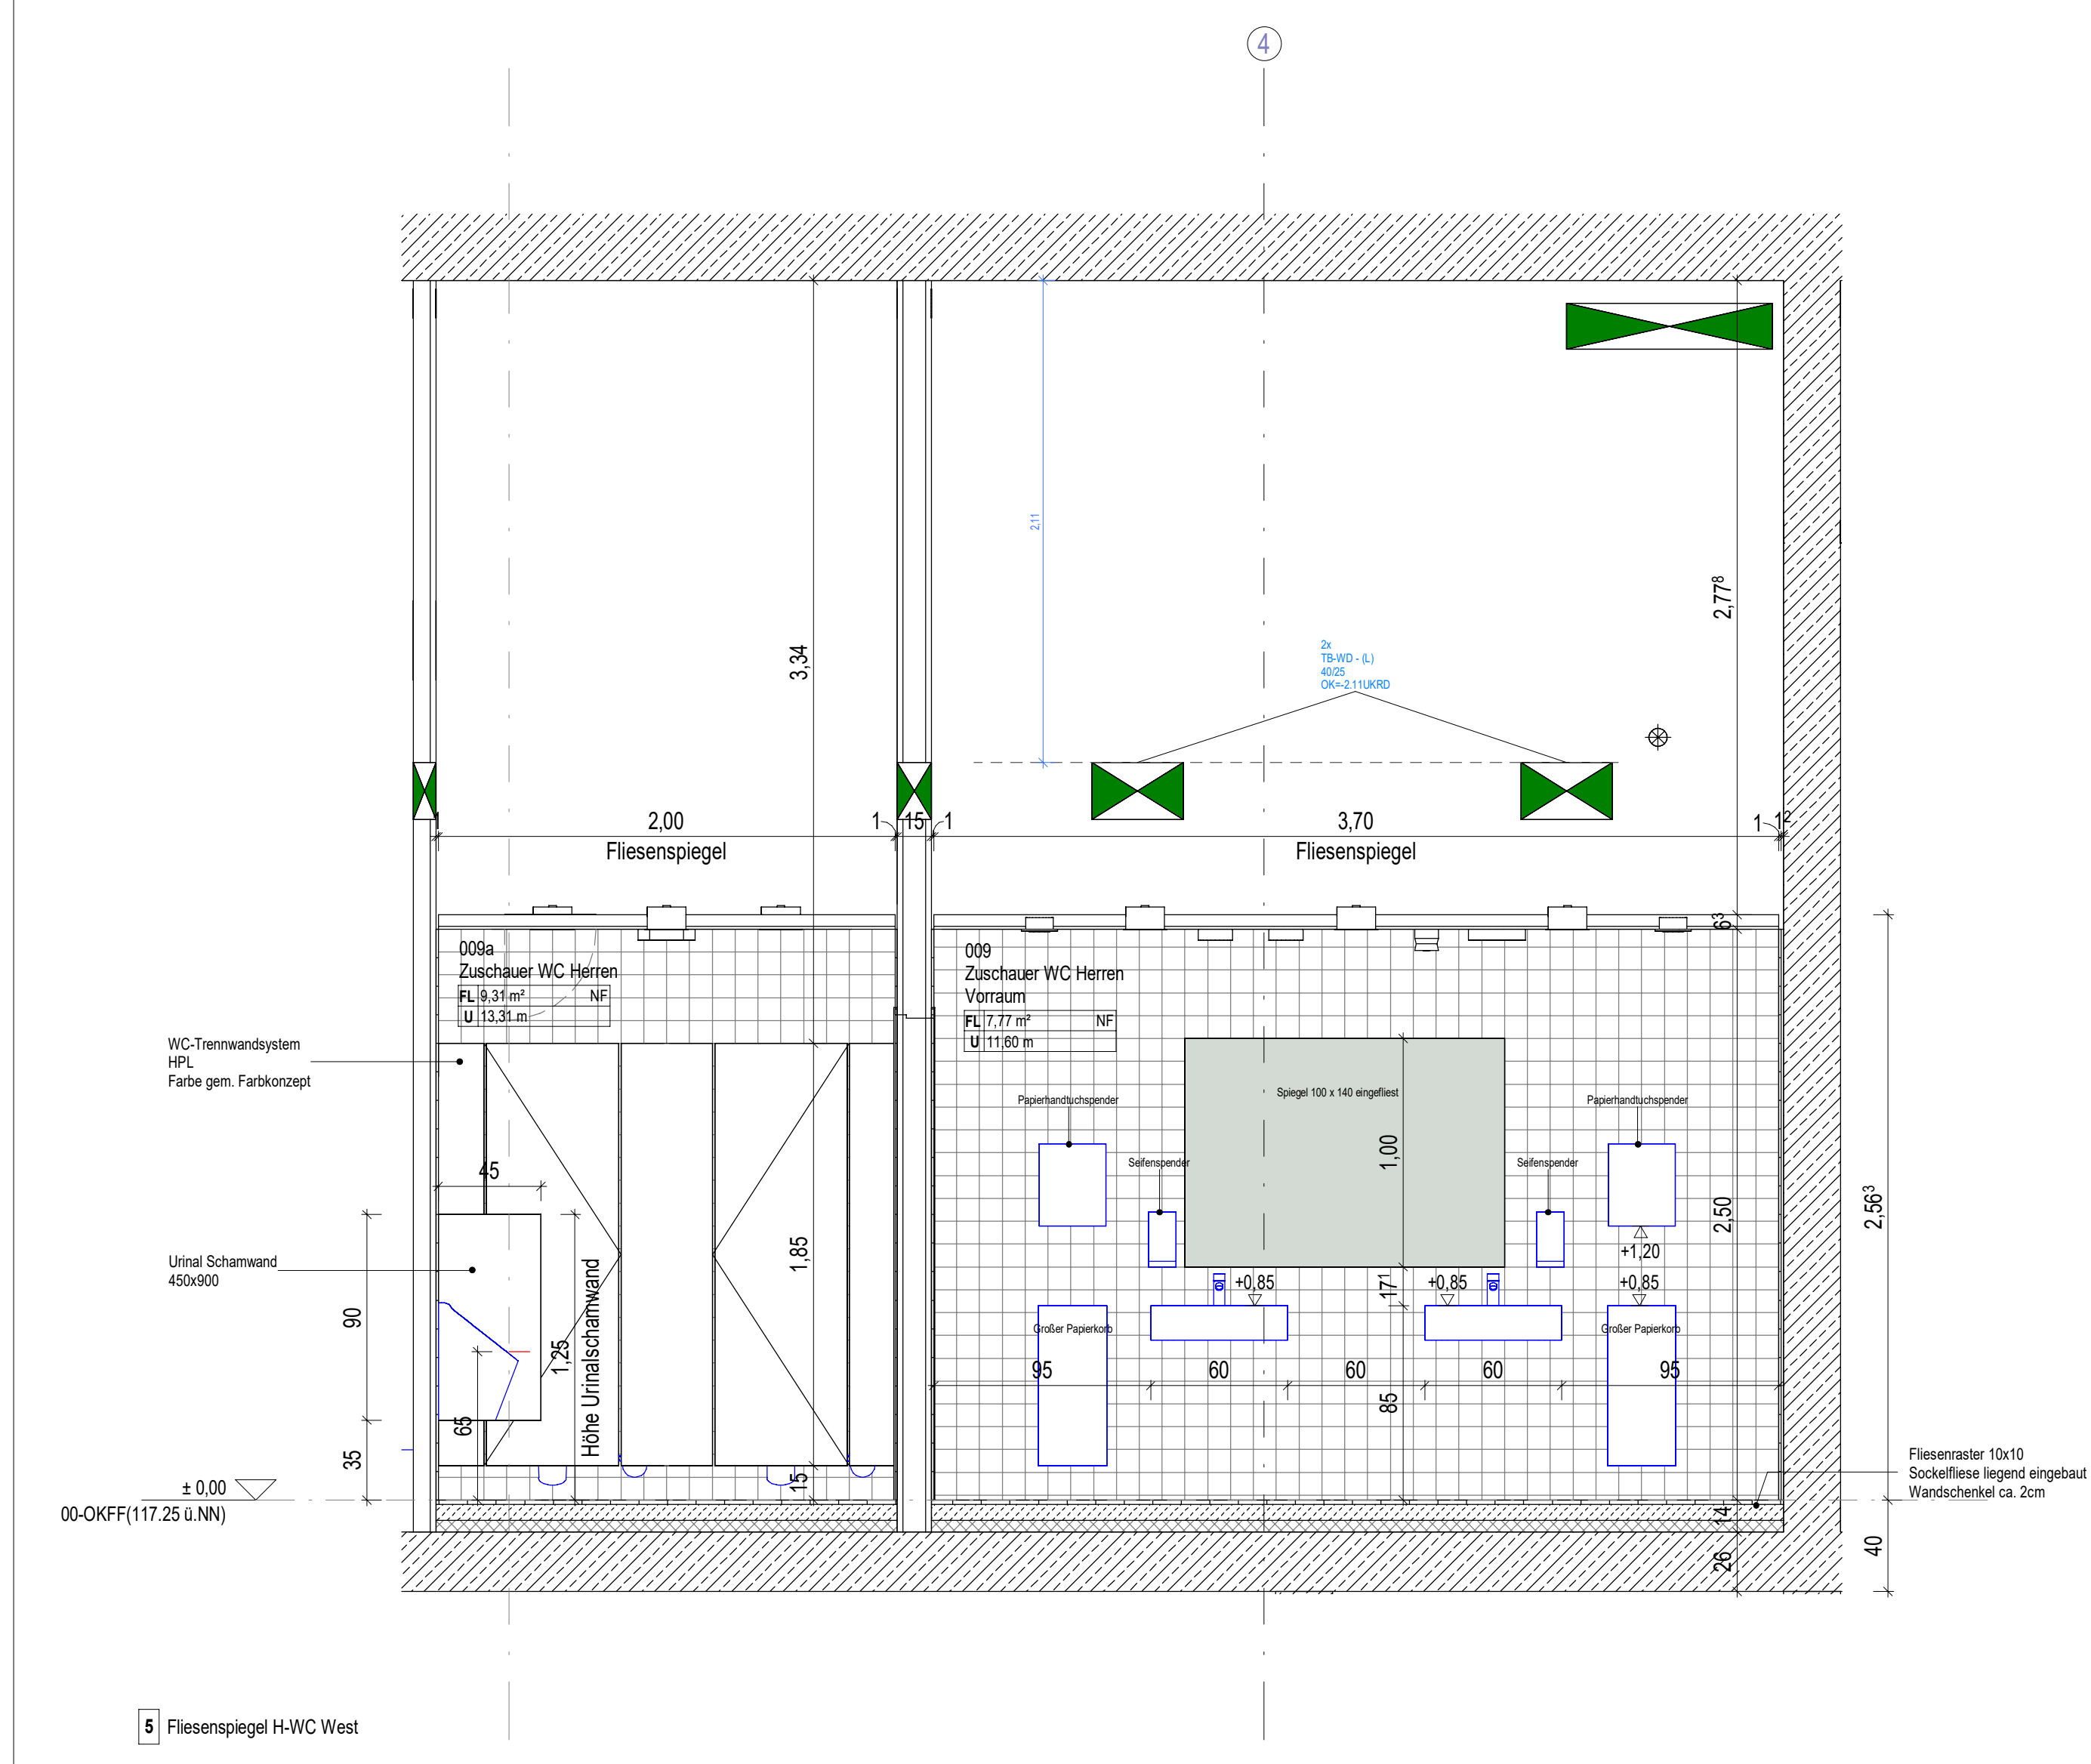 4
2,11
2,77⁸
3,34
2x
TB-WD - (L)
40/25
OK=-2.11UKRD
1
2,00
1
15
1
3,70
1
1²
Fliesenspiegel
Fliesenspiegel
6³
009a
Zuschauer WC Herren
FL 9,31 m² NF
U 13,31 m
009
Zuschauer WC Herren
Vorraum
FL 7,77 m² NF
U 11,60 m
WC-Trennwandsystem
HPL
Farbe gem. Farbkonzept
Spiegel 100 x 140 eingefliest
Papierhandtuchspender
Papierhandtuchspender
Seifenspender
Seifenspender
45
1,00
1,85
2,50
2,56³
Urinal Schamwand
450x900
+1,20
+0,85
+0,85
+0,85
17¹
90
1,25
Höhe Urinalschamwand
Großer Papierkorb
Großer Papierkorb
95
60
60
60
95
85
65
35
15
± 0,00
00-OKFF(117.25 ü.NN)
Fliesenraster 10x10
Sockelfliese liegend eingebaut
Wandschenkel ca. 2cm
14
26
40
5 Fliesenspiegel H-WC West